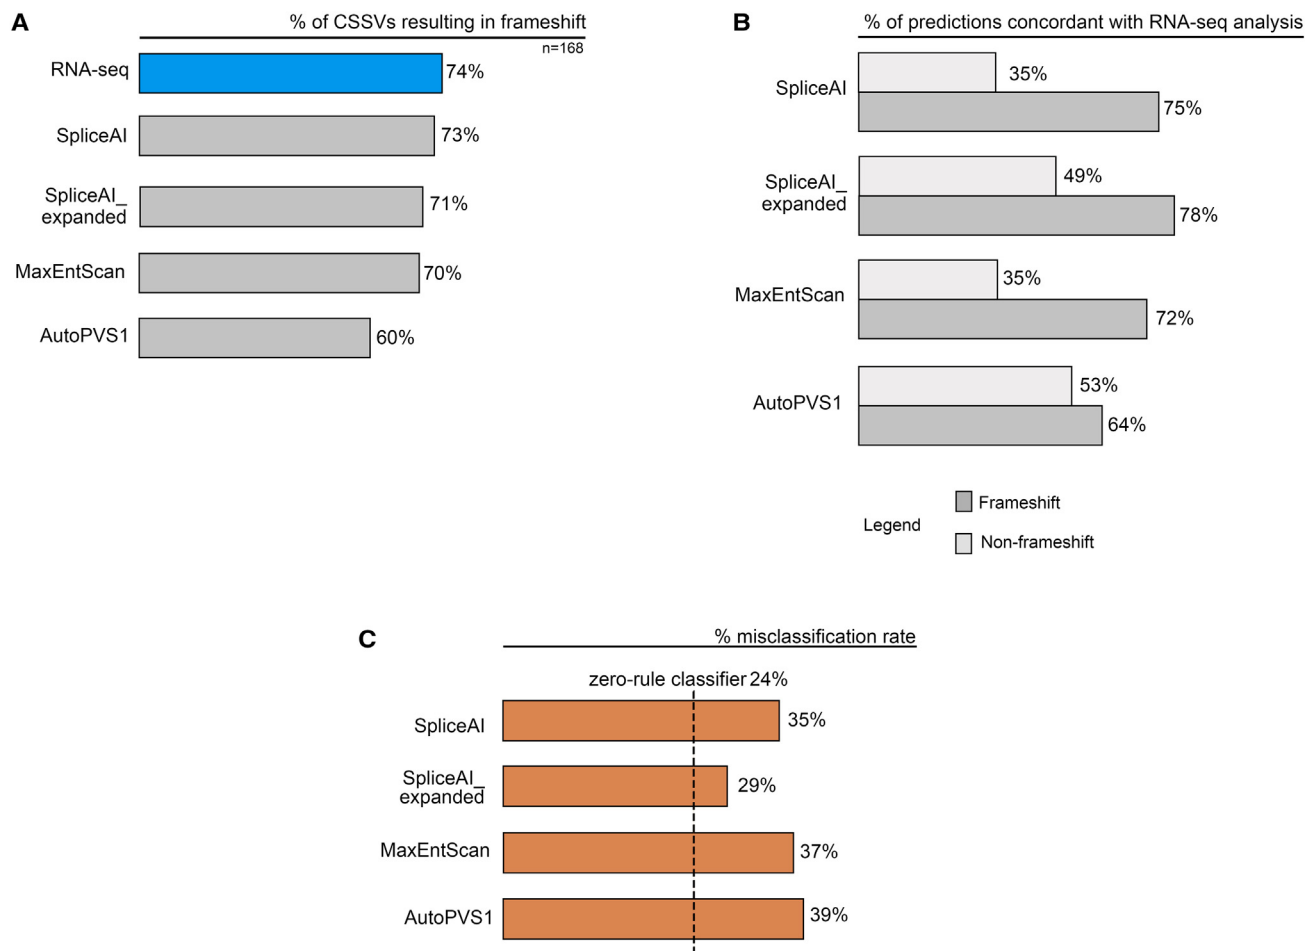 A
% of CSSVs resulting in frameshift
n=168
RNA-seq
74%
SpliceAI
73%
SpliceAI_
expanded
71%
MaxEntScan
70%
AutoPVS1
60%
B
% of predictions concordant with RNA-seq analysis
SpliceAI
35%
75%
SpliceAI_
expanded
49%
78%
MaxEntScan
35%
72%
AutoPVS1
53%
64%
Legend
Frameshift
Non-frameshift
C
% misclassification rate
zero-rule classifier 24%
SpliceAI
35%
SpliceAI_
expanded
29%
MaxEntScan
37%
AutoPVS1
39%